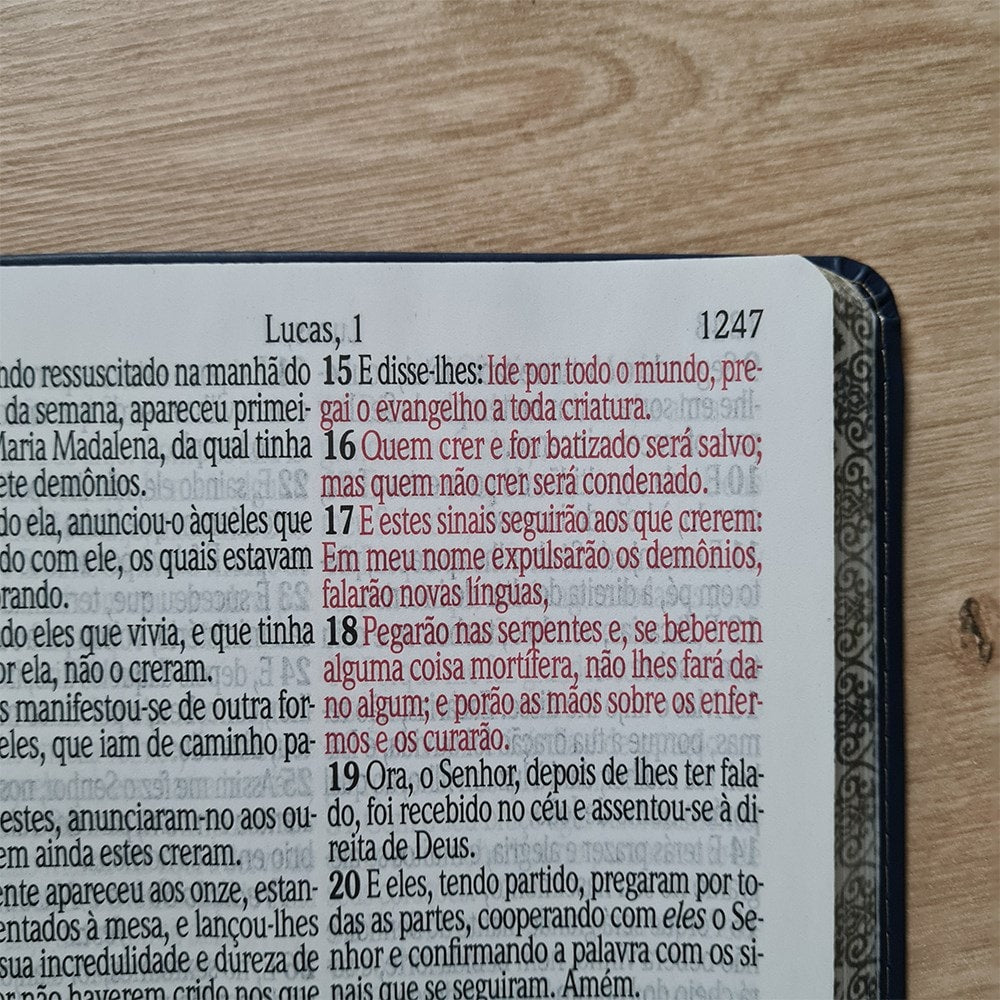 Lucas, 1
1247
ndo ressuscitado na manhã do
da semana, apareceu primei-
Maria Madalena, da qual tinha
ete demônios.
do ela, anunciou-o àqueles que
do com ele, os quais estavam
orando.
do eles que vivia, e que tinha
or ela, não o creram.
s manifestou-se de outra for-
eles, que iam de caminho pa-
estes, anunciaram-no aos ou-
em ainda estes creram.
ente apareceu aos onze, estan-
entados à mesa, e lançou-lhes
sua incredulidade e dureza de
or não haverem crido nos que
15 E disse-lhes: Ide por todo o mundo, pre-
gai o evangelho a toda criatura.
16 Quem crer e for batizado será salvo;
mas quem não crer será condenado.
17 E estes sinais seguirão aos que crerem:
Em meu nome expulsarão os demônios,
falarão novas línguas,
18 Pegarão nas serpentes e, se beberem
alguma coisa mortífera, não lhes fará da-
no algum; e porão as mãos sobre os enfer-
mos e os curarão.
19 Ora, o Senhor, depois de lhes ter fala-
do, foi recebido no céu e assentou-se à di-
reita de Deus.
20 E eles, tendo partido, pregaram por to-
das as partes, cooperando com eles o Se-
nhor e confirmando a palavra com os si-
nais que se seguiram. Amém.